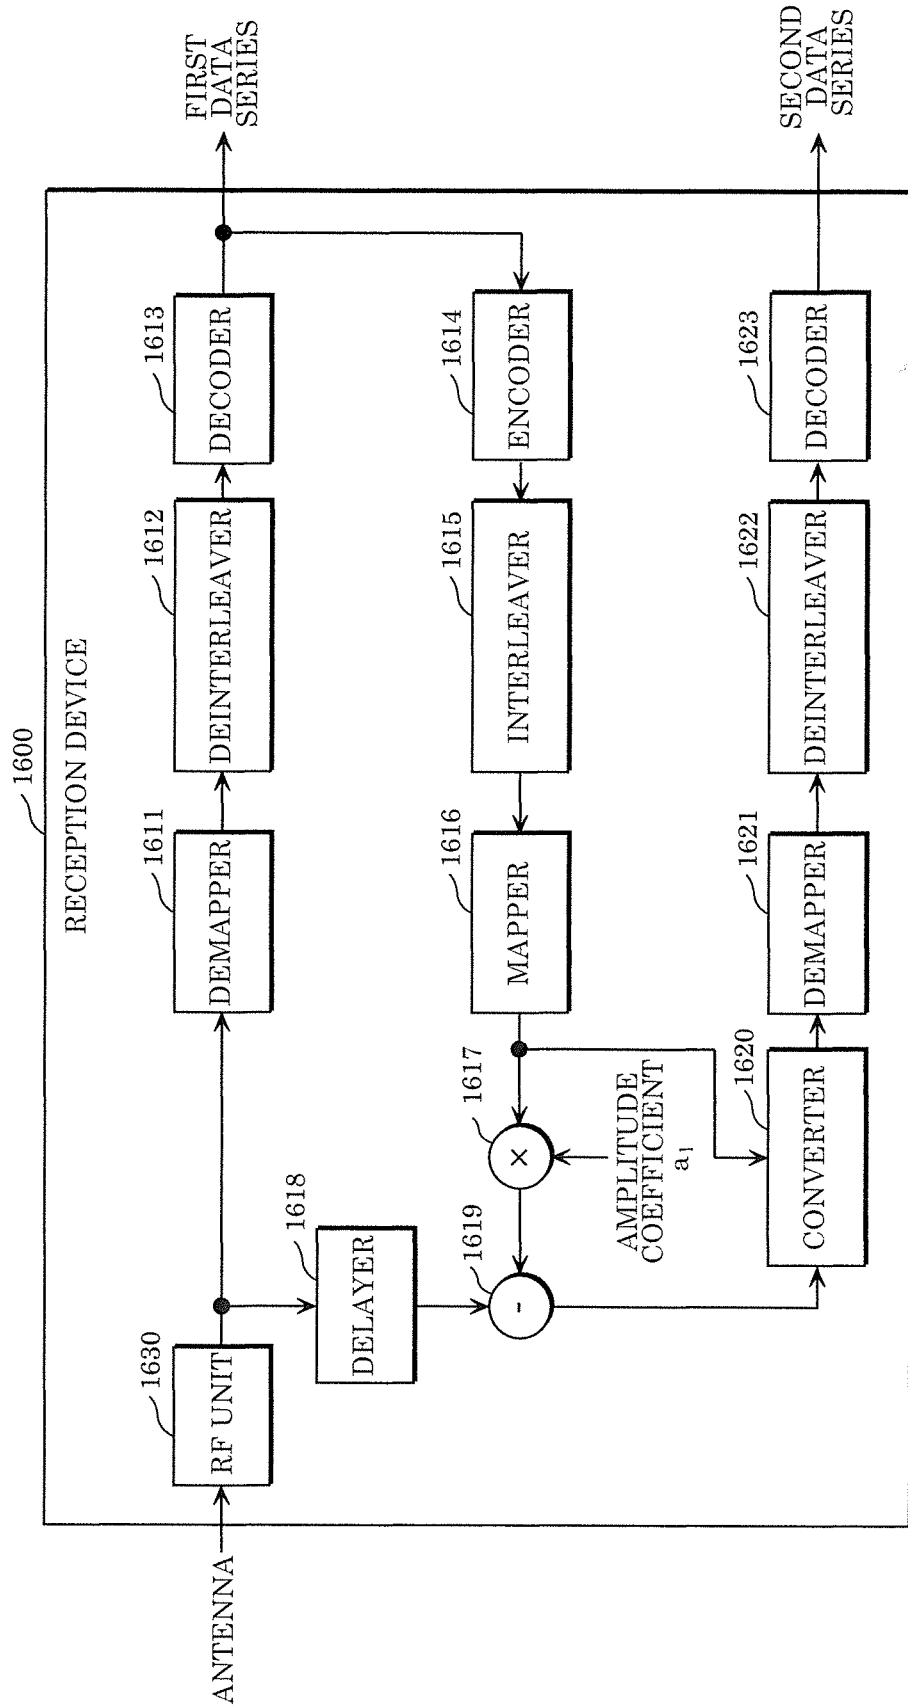 1600
RECEPTION DEVICE
ANTENNA
1630
RF UNIT
1611
DEMAPPER
1612
DEINTERLEAVER
1613
DECODER
FIRST
DATA
SERIES
1618
DELAYER
1619
-
1617
×
AMPLITUDE
COEFFICIENT
a1
1616
MAPPER
1615
INTERLEAVER
1614
ENCODER
1620
CONVERTER
1621
DEMAPPER
1622
DEINTERLEAVER
1623
DECODER
SECOND
DATA
SERIES